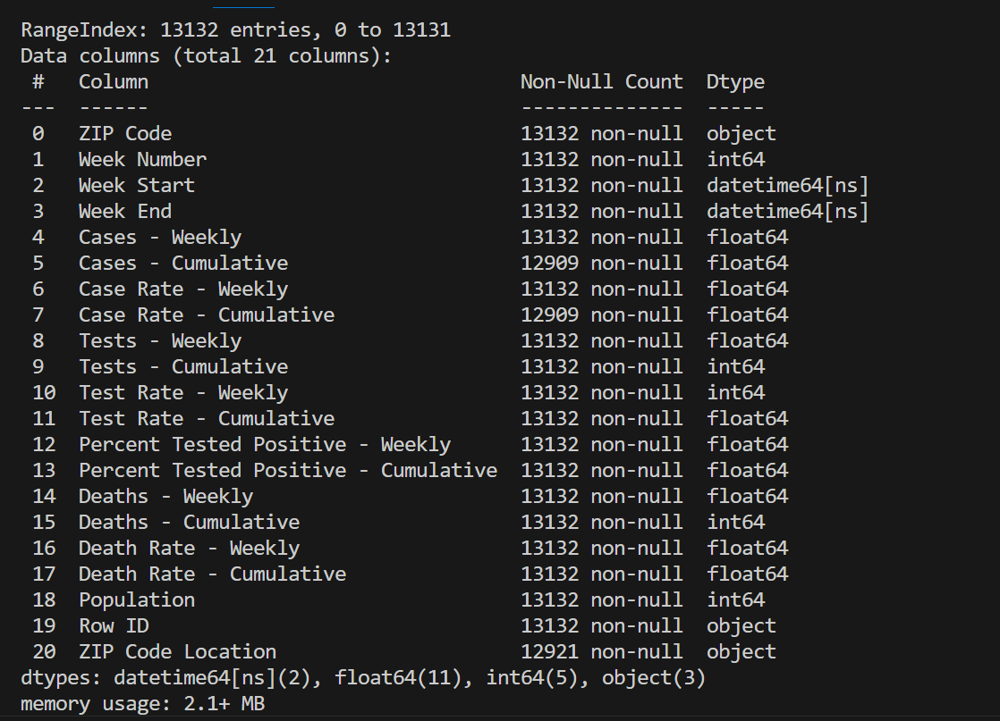 RangeIndex: 13132 entries, 0 to 13131
Data columns (total 21 columns):
 #   Column                                Non-Null Count  Dtype
---  ------                                --------------  -----
 0   ZIP Code                              13132 non-null  object
 1   Week Number                           13132 non-null  int64
 2   Week Start                            13132 non-null  datetime64[ns]
 3   Week End                              13132 non-null  datetime64[ns]
 4   Cases - Weekly                        13132 non-null  float64
 5   Cases - Cumulative                    12909 non-null  float64
 6   Case Rate - Weekly                    13132 non-null  float64
 7   Case Rate - Cumulative                12909 non-null  float64
 8   Tests - Weekly                        13132 non-null  float64
 9   Tests - Cumulative                    13132 non-null  int64
 10  Test Rate - Weekly                    13132 non-null  int64
 11  Test Rate - Cumulative                13132 non-null  float64
 12  Percent Tested Positive - Weekly      13132 non-null  float64
 13  Percent Tested Positive - Cumulative  13132 non-null  float64
 14  Deaths - Weekly                       13132 non-null  float64
 15  Deaths - Cumulative                   13132 non-null  int64
 16  Death Rate - Weekly                   13132 non-null  float64
 17  Death Rate - Cumulative               13132 non-null  float64
 18  Population                            13132 non-null  int64
 19  Row ID                                13132 non-null  object
 20  ZIP Code Location                     12921 non-null  object
dtypes: datetime64[ns](2), float64(11), int64(5), object(3)
memory usage: 2.1+ MB